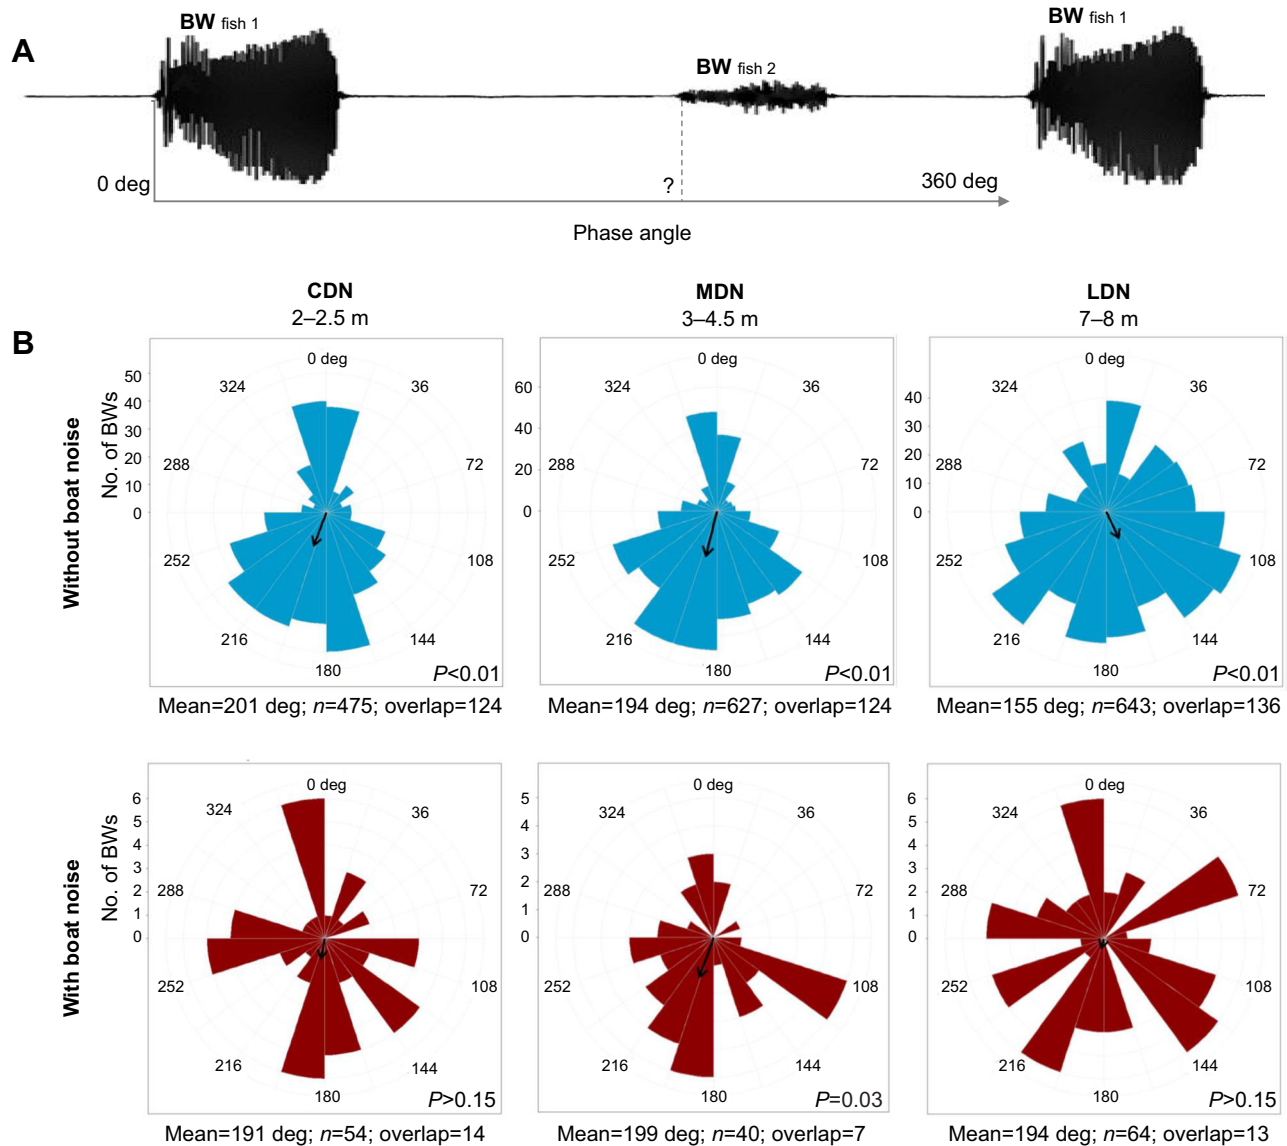 A
BW fish 1
BW fish 2
BW fish 1
0 deg
?
360 deg
Phase angle
B
CDN
2–2.5 m
MDN
3–4.5 m
LDN
7–8 m
Without boat noise
No. of BWs
50
40
30
20
10
0
0 deg
36
72
108
144
180
216
252
288
324
P<0.01
Mean=201 deg; n=475; overlap=124
60
40
20
0
0 deg
36
72
108
144
180
216
252
288
324
P<0.01
Mean=194 deg; n=627; overlap=124
40
30
20
10
0
0 deg
36
72
108
144
180
216
252
288
324
P<0.01
Mean=155 deg; n=643; overlap=136
With boat noise
No. of BWs
6
5
4
3
2
1
0
0 deg
36
72
108
144
180
216
252
288
324
P>0.15
Mean=191 deg; n=54; overlap=14
5
4
3
2
1
0
0 deg
36
72
108
144
180
216
252
288
324
P=0.03
Mean=199 deg; n=40; overlap=7
6
5
4
3
2
1
0
0 deg
36
72
108
144
180
216
252
288
324
P>0.15
Mean=194 deg; n=64; overlap=13